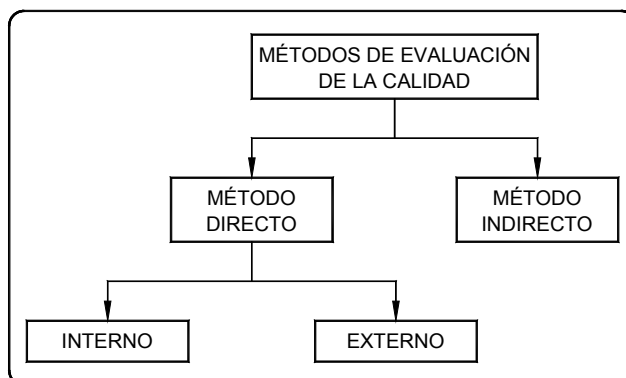 MÉTODOS DE EVALUACIÓN
DE LA CALIDAD
MÉTODO
DIRECTO
MÉTODO
INDIRECTO
INTERNO
EXTERNO